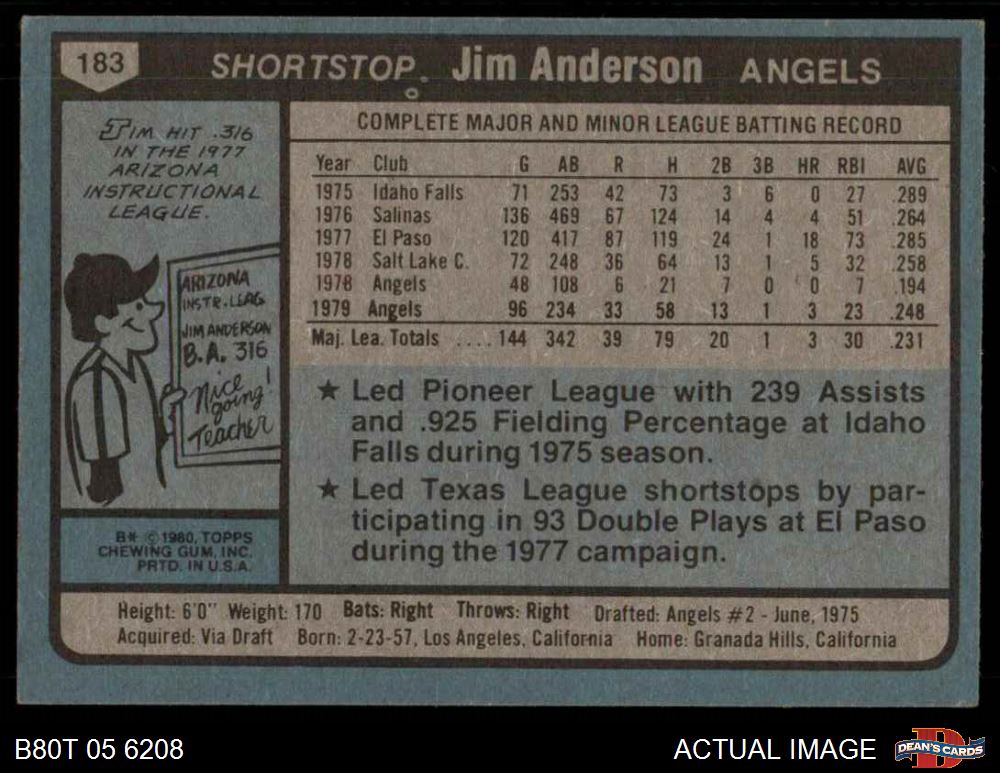 183
SHORTSTOP Jim Anderson ANGELS
JIM HIT .316
IN THE 1977
ARIZONA
INSTRUCTIONAL
LEAGUE.
ARIZONA
INSTR. LEAG
JIM ANDERSON
B.A. 316
Nice
going!
Teacher
B* © 1980, TOPPS
CHEWING GUM, INC.
PRTD. IN U.S.A.
COMPLETE MAJOR AND MINOR LEAGUE BATTING RECORD
Year Club G AB R H 2B 3B HR RBI AVG
1975 Idaho Falls 71 253 42 73 3 6 0 27 .289
1976 Salinas 136 469 67 124 14 4 4 51 .264
1977 El Paso 120 417 87 119 24 1 18 73 .285
1978 Salt Lake C. 72 248 36 64 13 1 5 32 .258
1978 Angels 48 108 6 21 7 0 0 7 .194
1979 Angels 96 234 33 58 13 1 3 23 .248
Maj. Lea. Totals .... 144 342 39 79 20 1 3 30 .231
★ Led Pioneer League with 239 Assists
and .925 Fielding Percentage at Idaho
Falls during 1975 season.
★ Led Texas League shortstops by par-
ticipating in 93 Double Plays at El Paso
during the 1977 campaign.
Height: 6'0" Weight: 170 Bats: Right Throws: Right Drafted: Angels #2 - June, 1975
Acquired: Via Draft Born: 2-23-57, Los Angeles, California Home: Granada Hills, California
B80T 05 6208
ACTUAL IMAGE
D
DEAN'S CARDS